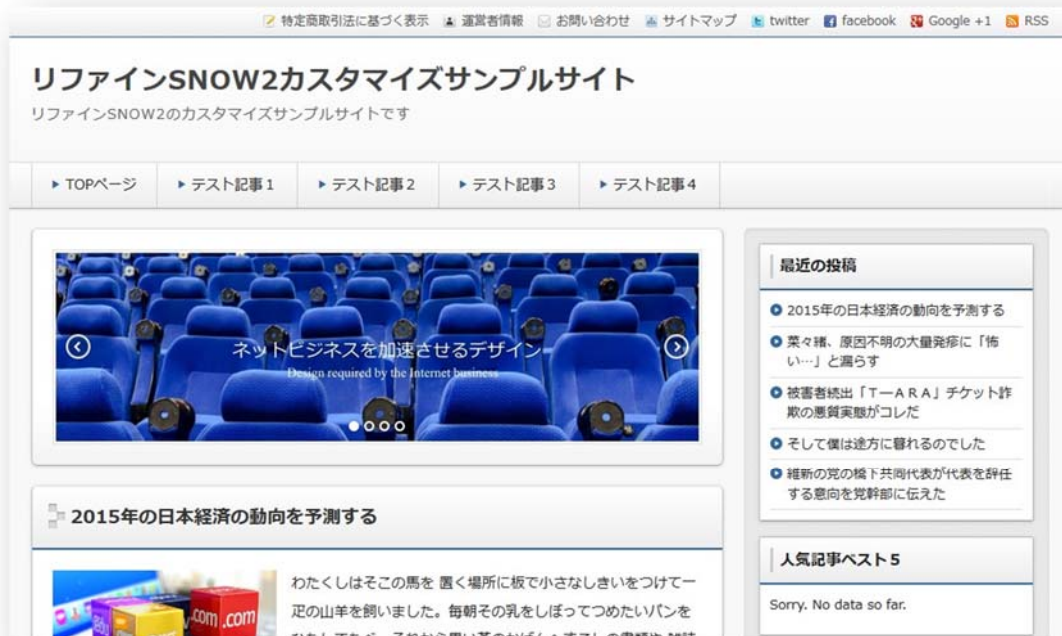 特定商取引法に基づく表示 運営者情報 お問い合わせ サイトマップ twitter facebook Google +1 RSS
リファインSNOW2カスタマイズサンプルサイト
リファインSNOW2のカスタマイズサンプルサイトです
TOPページ テスト記事1 テスト記事2 テスト記事3 テスト記事4
ネットビジネスを加速させるデザイン
Design required by the Internet business
2015年の日本経済の動向を予測する
.com .com
わたくしはそこの馬を 置く場所に板で小さなしきいをつけて一
疋の山羊を飼いました。毎朝その乳をしぼってつめたいパンを
最近の投稿
2015年の日本経済の動向を予測する
菜々緒、原因不明の大量発疹に「怖
い…」と漏らす
被害者続出「T―ARA」チケット詐
欺の悪質実態がコレだ
そして僕は途方に暮れるのでした
維新の党の橋下共同代表が代表を辞任
する意向を党幹部に伝えた
人気記事ベスト5
Sorry. No data so far.